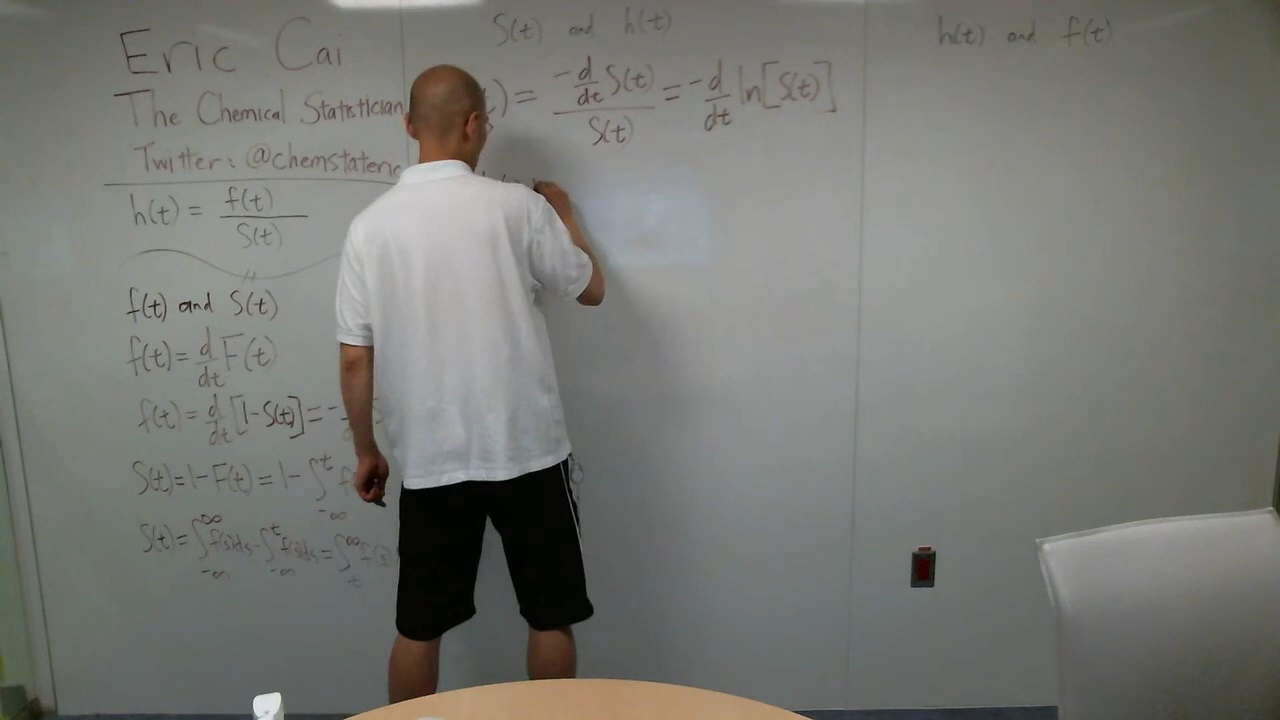 Eric Cai
The Chemical Statistician
Twitter: @chemstateric
h(t) = f(t) / S(t)
f(t) and S(t)
f(t) = d/dt F(t)
f(t) = d/dt [1-S(t)] = -
S(t) = 1 - F(t) = 1 - ∫_{-∞}^{t} f
S(t) = ∫_{-∞}^{∞} f(s)ds - ∫_{-∞}^{t} f(s)ds = ∫_{t}^{∞} f(s)
S(t) and h(t)
t) = -d/dt S(t) / S(t) = -d/dt ln[S(t)]
h(t) and f(t)